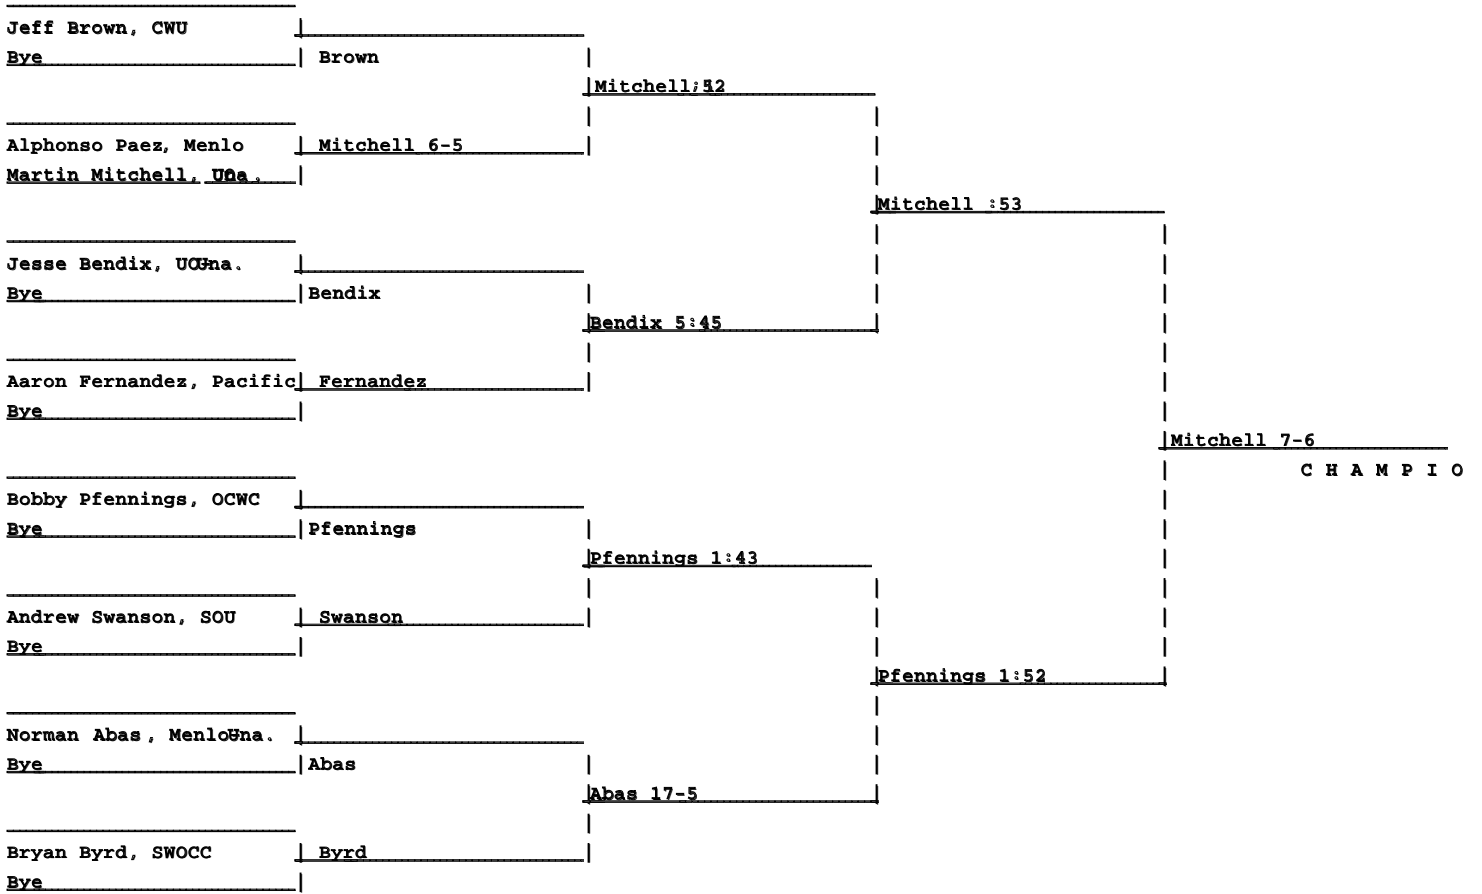 Jeff Brown, CWU
Bye
Brown
Mitchell
Alphonso Paez, Menlo
Mitchell 6-5
Martin Mitchell,
Mitchell :53
Jesse Bendix,
Bye
Bendix
Bendix 5:45
Aaron Fernandez, Pacific
Fernandez
Bye
Mitchell 7-6
C H A M P I O
Bobby Pfennings, OCWC
Bye
Pfennings
Pfennings 1:43
Andrew Swanson, SOU
Swanson
Bye
Pfennings 1:52
Norman Abas, Menlo
Bye
Abas
Abas 17-5
Bryan Byrd, SWOCC
Byrd
Bye